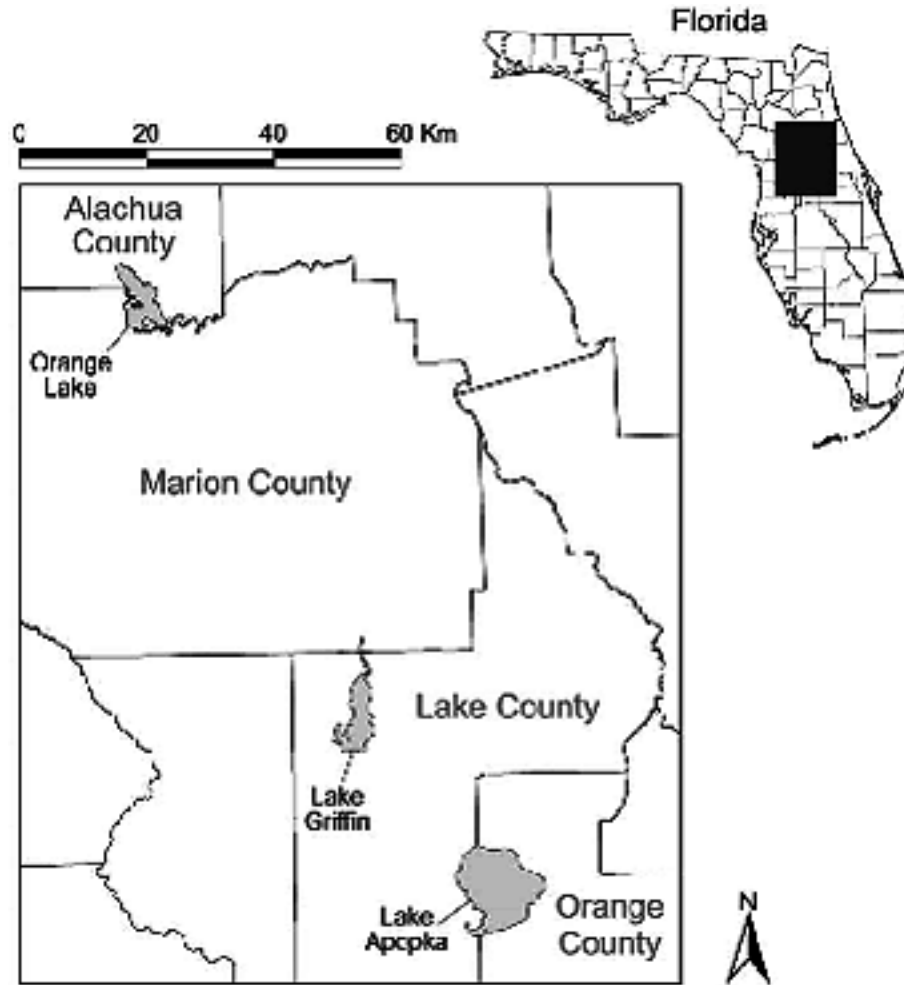 Florida
0 20 40 60 Km
Alachua
County
Orange
Lake
Marion County
Lake County
Lake
Griffin
Lake
Apcpka
Orange
County
N